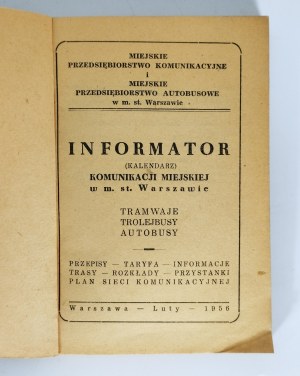 MIEJSKIE
PRZEDSIĘBIORSTWO KOMUNIKACYJNE
i
MIEJSKIE
PRZEDSIĘBIORSTWO AUTOBUSOWE
w m. st. Warszawie
INFORMATOR
(KALENDARZ)
KOMUNIKACJI MIEJSKIEJ
w m. st. Warszawie
TRAMWAJE
TROLEJBUSY
AUTOBUSY
PRZEPISY — TARYFA — INFORMACJE
TRASY — ROZKŁADY — PRZYSTANKI
PLAN SIECI KOMUNIKACYJNEJ
Warszawa — Luty — 1956